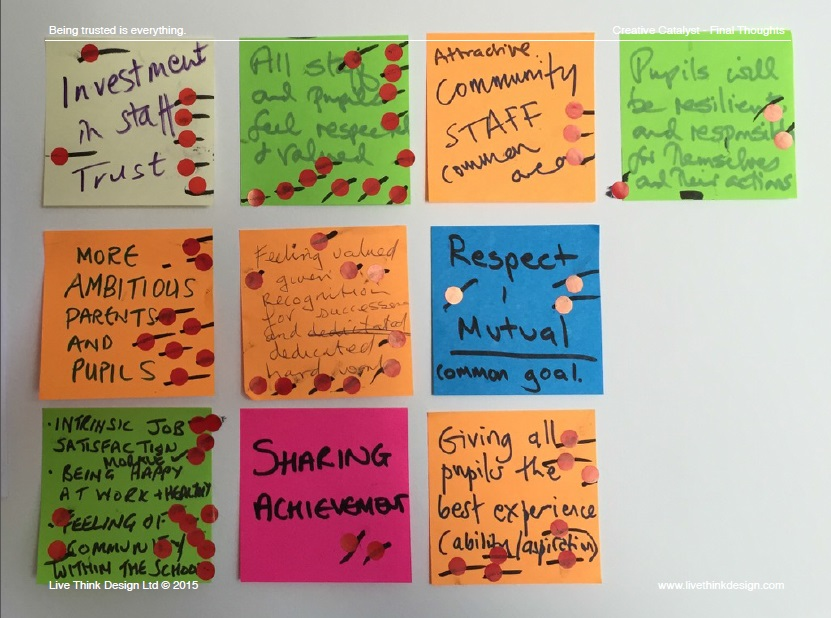 Being trusted is everything.
Creative Catalyst - Final Thoughts
Investment
in staff
Trust
All staff
and pupils
feel respected
+ valued
Attractive
Community
STAFF
common
area
Pupils will
be resilient
and responsible
for Themselves
and Their actions
MORE
AMBITIOUS
PARENTS
AND
PUPILS
Feeling valued
given
Recognition
for successes
and dedictated
dedicated
hard work
Respect
Mutual
common goal.
· INTRINSIC JOB
SATISFACTION
MORALE
· BEING HAPPY
AT WORK + HEALTHY
· FEELING OF
COMMUNITY
WITHIN THE SCHOOL
SHARING
ACHIEVEMENT
Giving all
pupils the
best experience
(ability/aspiration)
Live Think Design Ltd © 2015
www.livethinkdesign.com